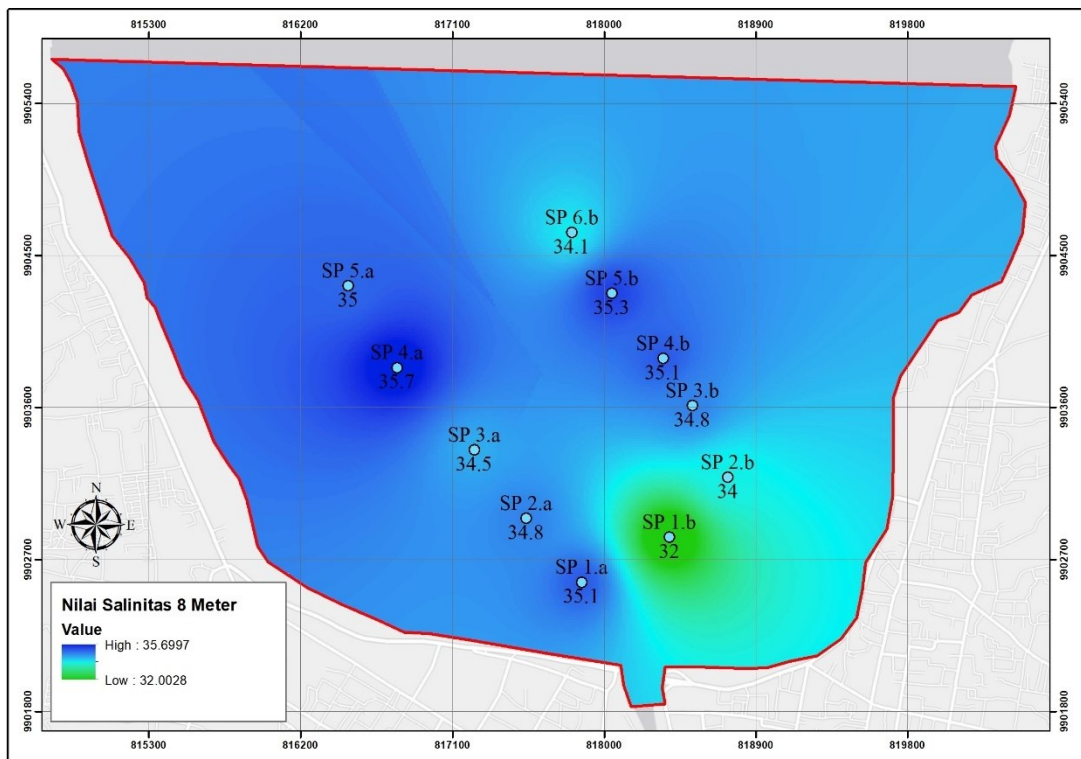 815300 816200 817100 818000 818900 819800
9905400 9905400
SP 6.b
34.1
9904500 9904500
SP 5.a
35
SP 5.b
35.3
SP 4.a
35.7
SP 4.b
35.1
SP 3.b
34.8
9903600 9903600
SP 3.a
34.5
SP 2.b
34
SP 2.a
34.8
SP 1.b
32
N
W E
S
9902700 9902700
SP 1.a
35.1
Nilai Salinitas 8 Meter
Value
High : 35.6997
Low : 32.0028
9901800 9901800
815300 816200 817100 818000 818900 819800